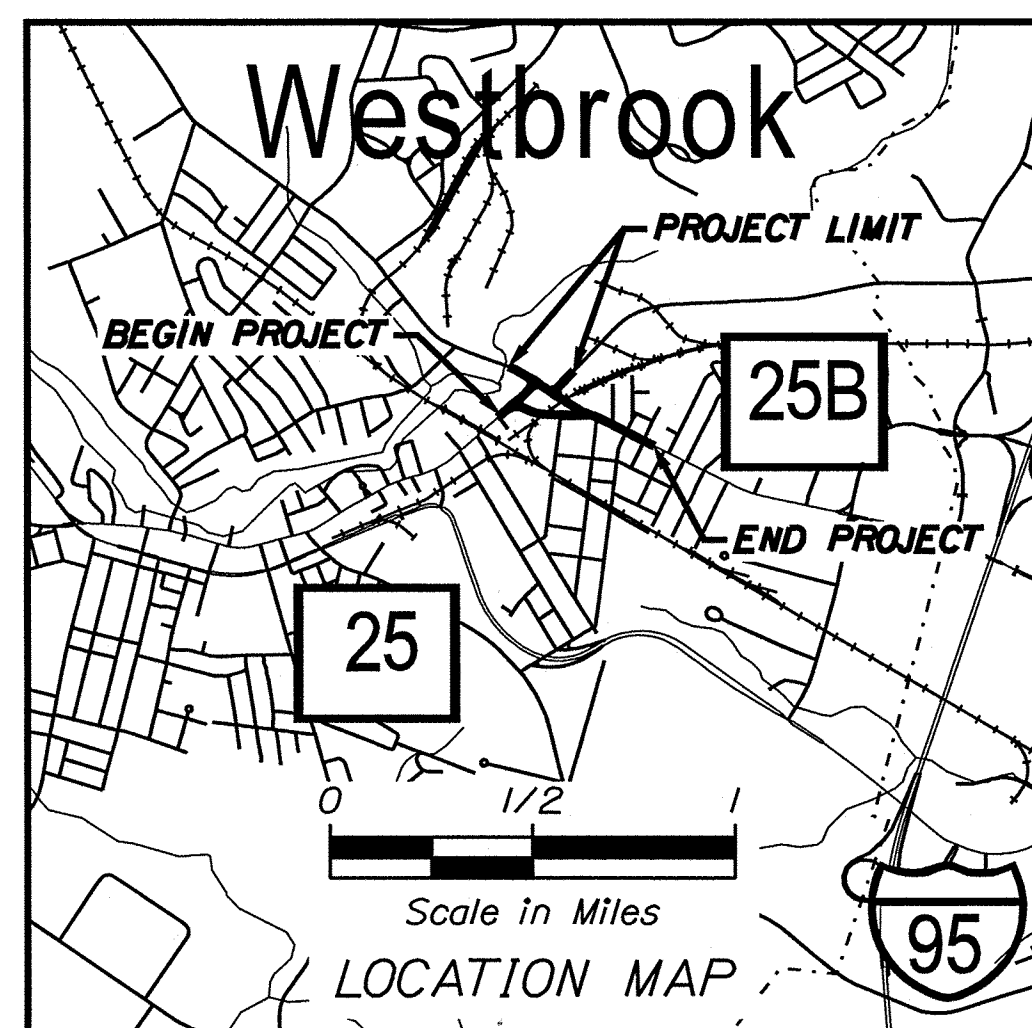 Westbrook
PROJECT LIMIT
BEGIN PROJECT
25B
END PROJECT
25
0 1/2 1
Scale in Miles
LOCATION MAP
95